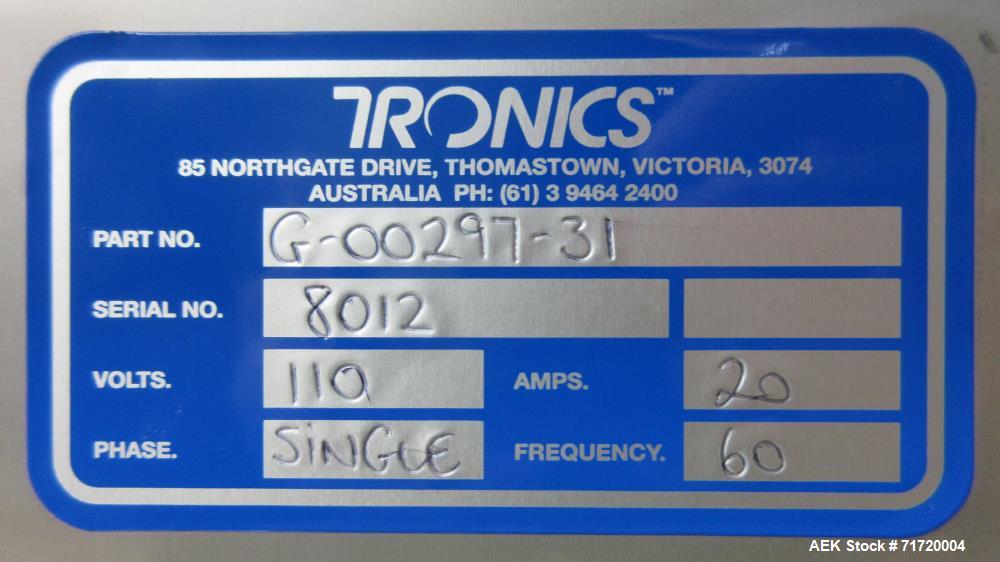 TRONICS™
85 NORTHGATE DRIVE, THOMASTOWN, VICTORIA, 3074
AUSTRALIA PH: (61) 3 9464 2400
PART NO. G-00297-31
SERIAL NO. 8012
VOLTS. 110 AMPS. 20
PHASE. SINGLE FREQUENCY. 60
AEK Stock # 71720004